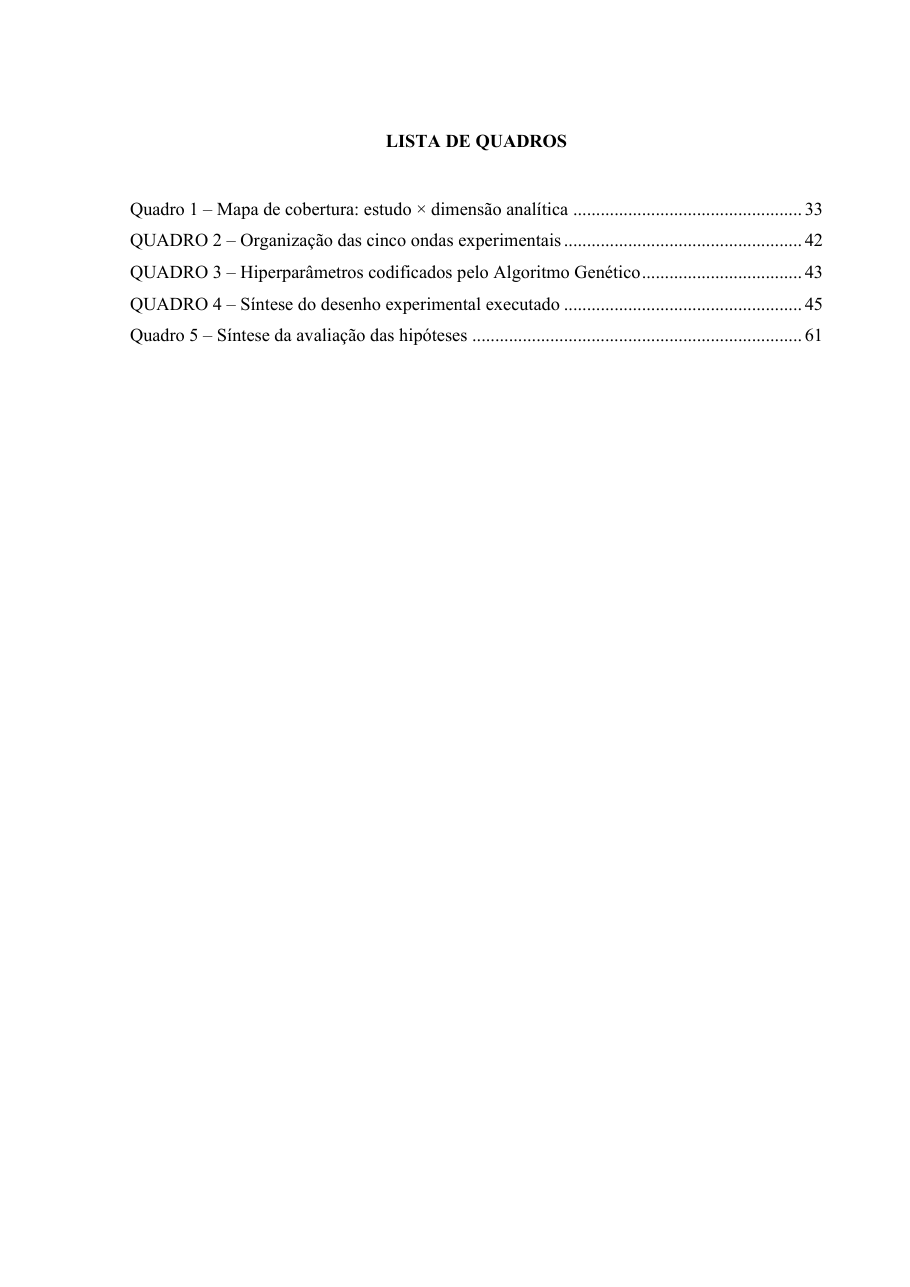 LISTA DE QUADROS
Quadro 1 – Mapa de cobertura: estudo × dimensão analítica .................................................. 33
QUADRO 2 – Organização das cinco ondas experimentais .................................................... 42
QUADRO 3 – Hiperparâmetros codificados pelo Algoritmo Genético................................... 43
QUADRO 4 – Síntese do desenho experimental executado .................................................... 45
Quadro 5 – Síntese da avaliação das hipóteses ........................................................................ 61